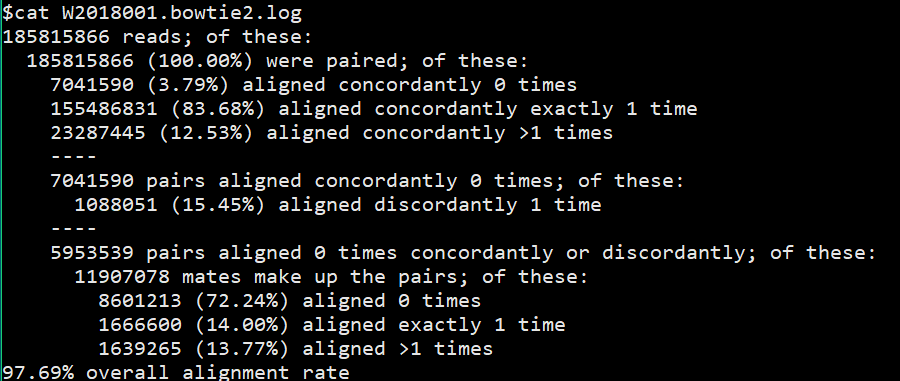 $cat W2018001.bowtie2.log
185815866 reads; of these:
185815866 (100.00%) were paired; of these:
7041590 (3.79%) aligned concordantly 0 times
155486831 (83.68%) aligned concordantly exactly 1 time
23287445 (12.53%) aligned concordantly >1 times
----
7041590 pairs aligned concordantly 0 times; of these:
1088051 (15.45%) aligned discordantly 1 time
----
5953539 pairs aligned 0 times concordantly or discordantly; of these:
11907078 mates make up the pairs; of these:
8601213 (72.24%) aligned 0 times
1666600 (14.00%) aligned exactly 1 time
1639265 (13.77%) aligned >1 times
97.69% overall alignment rate